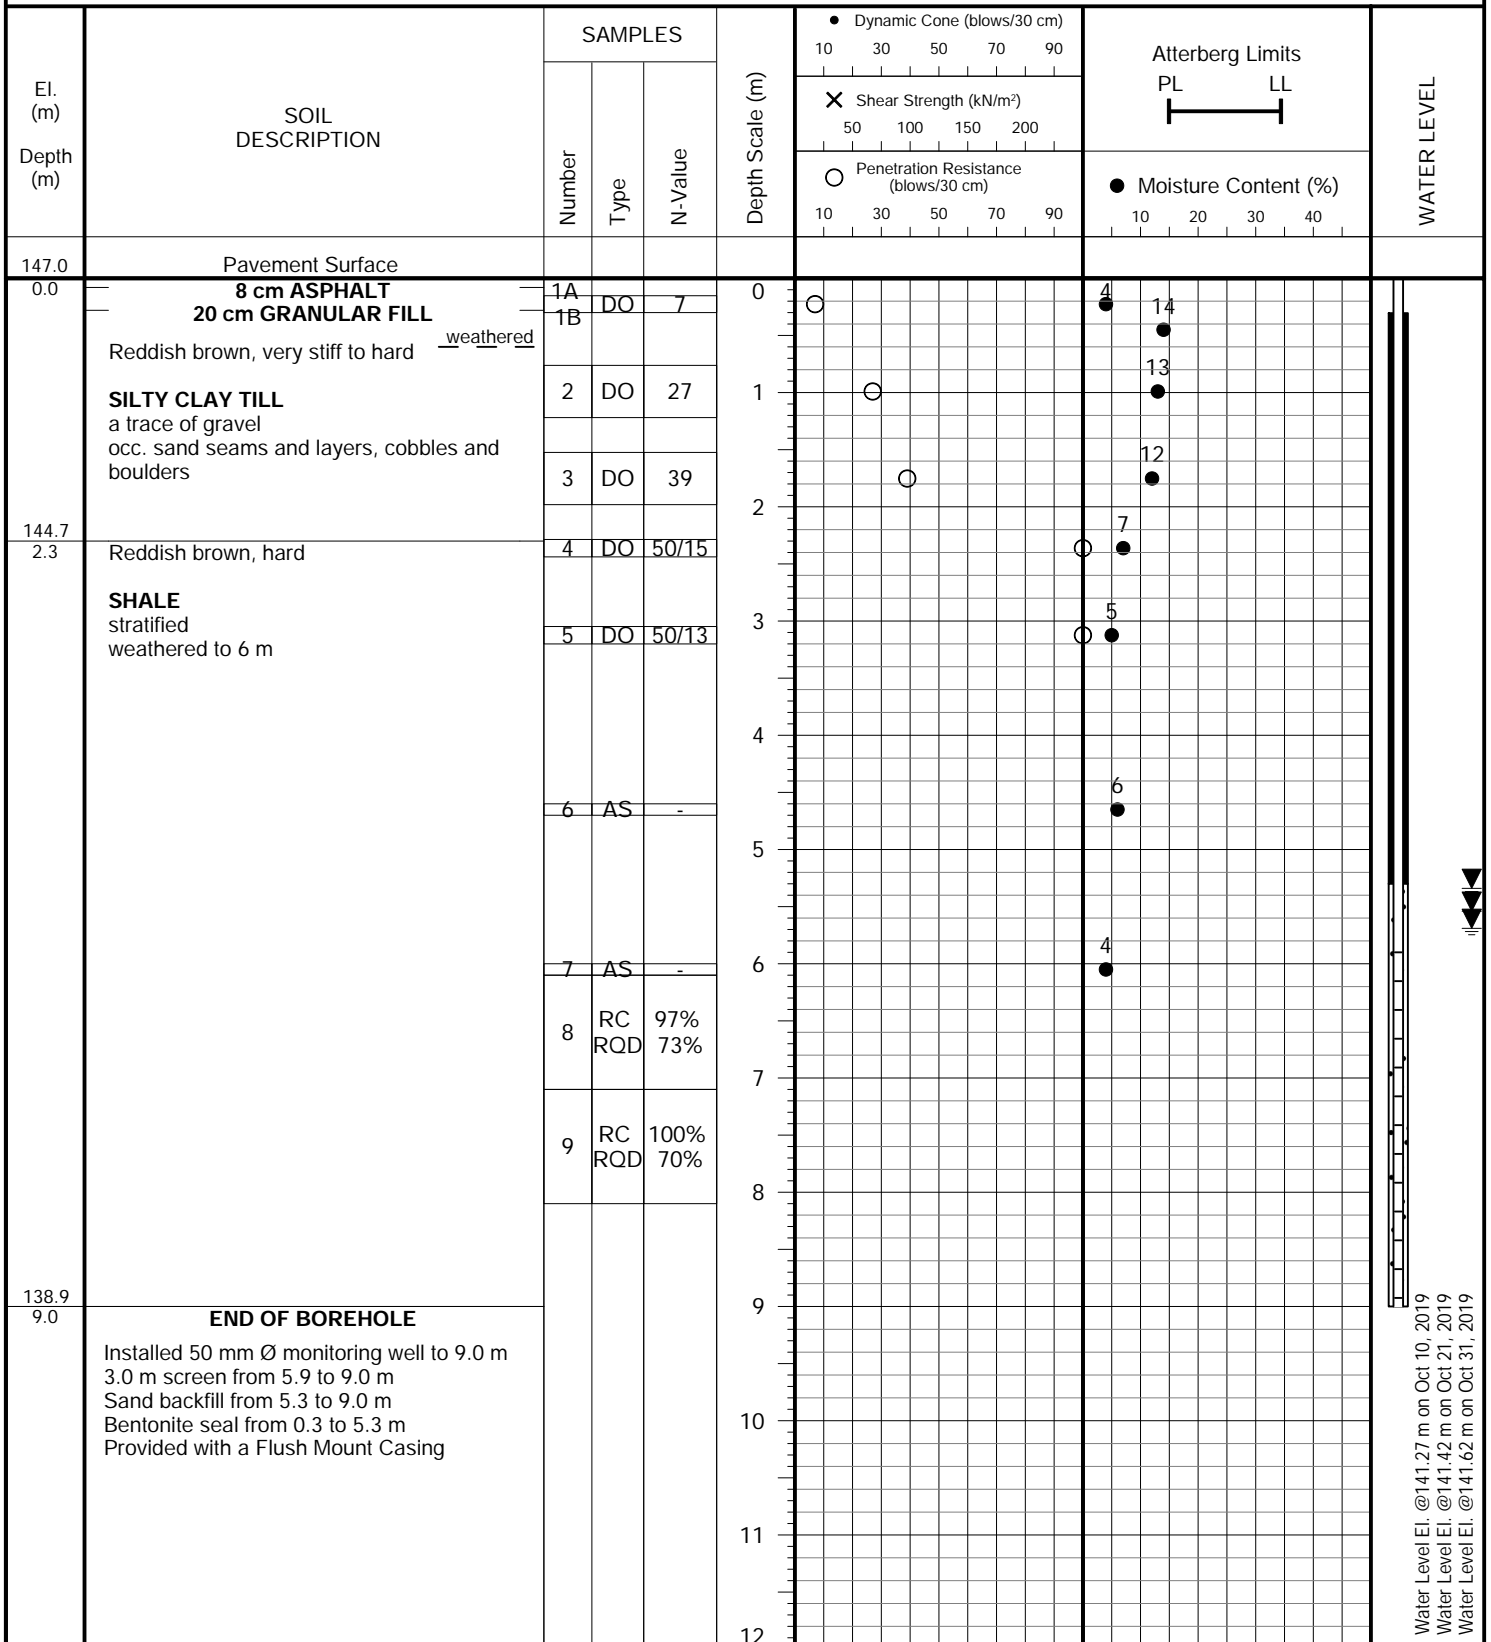 El.
(m)
Depth
(m)
SOIL
DESCRIPTION
SAMPLES
Number
Type
N-Value
Depth Scale (m)
Dynamic Cone (blows/30 cm)
10 30 50 70 90
Shear Strength (kN/m²)
50 100 150 200
Penetration Resistance
(blows/30 cm)
10 30 50 70 90
Atterberg Limits
PL LL
Moisture Content (%)
10 20 30 40
WATER LEVEL
147.0 Pavement Surface
0.0 8 cm ASPHALT 1A
20 cm GRANULAR FILL DO 7
1B
weathered
Reddish brown, very stiff to hard
SILTY CLAY TILL
a trace of gravel
occ. sand seams and layers, cobbles and
boulders
2 DO 27
3 DO 39
144.7
2.3 Reddish brown, hard
4 DO 50/15
SHALE
stratified
weathered to 6 m
5 DO 50/13
6 AS -
7 AS -
8 RC 97%
RQD 73%
9 RC 100%
RQD 70%
138.9
9.0 END OF BOREHOLE
Installed 50 mm Ø monitoring well to 9.0 m
3.0 m screen from 5.9 to 9.0 m
Sand backfill from 5.3 to 9.0 m
Bentonite seal from 0.3 to 5.3 m
Provided with a Flush Mount Casing
0
1
2
3
4
5
6
7
8
9
10
11
12
4
14
13
12
7
5
6
4
Water Level El. @141.27 m on Oct 10, 2019
Water Level El. @141.42 m on Oct 21, 2019
Water Level El. @141.62 m on Oct 31, 2019